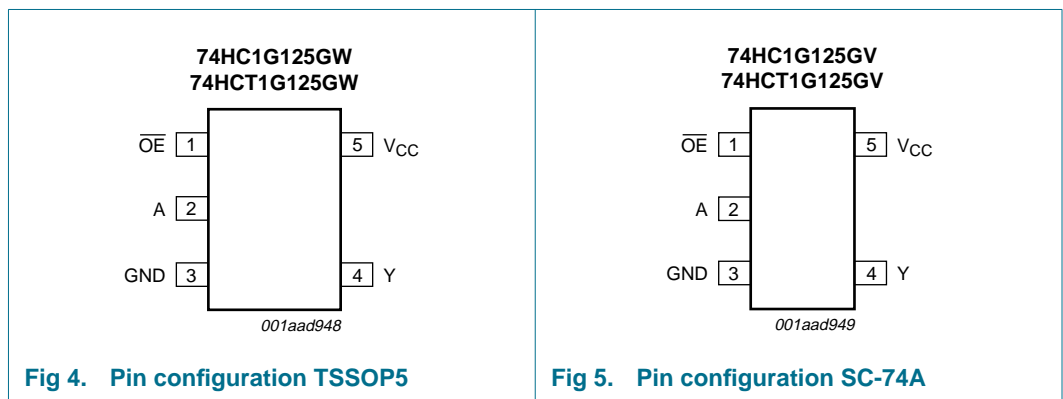 74HC1G125GW
74HCT1G125GW
OE 1
5 VCC
A 2
GND 3
4 Y
001aad948
Fig 4. Pin configuration TSSOP5
74HC1G125GV
74HCT1G125GV
OE 1
5 VCC
A 2
GND 3
4 Y
001aad949
Fig 5. Pin configuration SC-74A